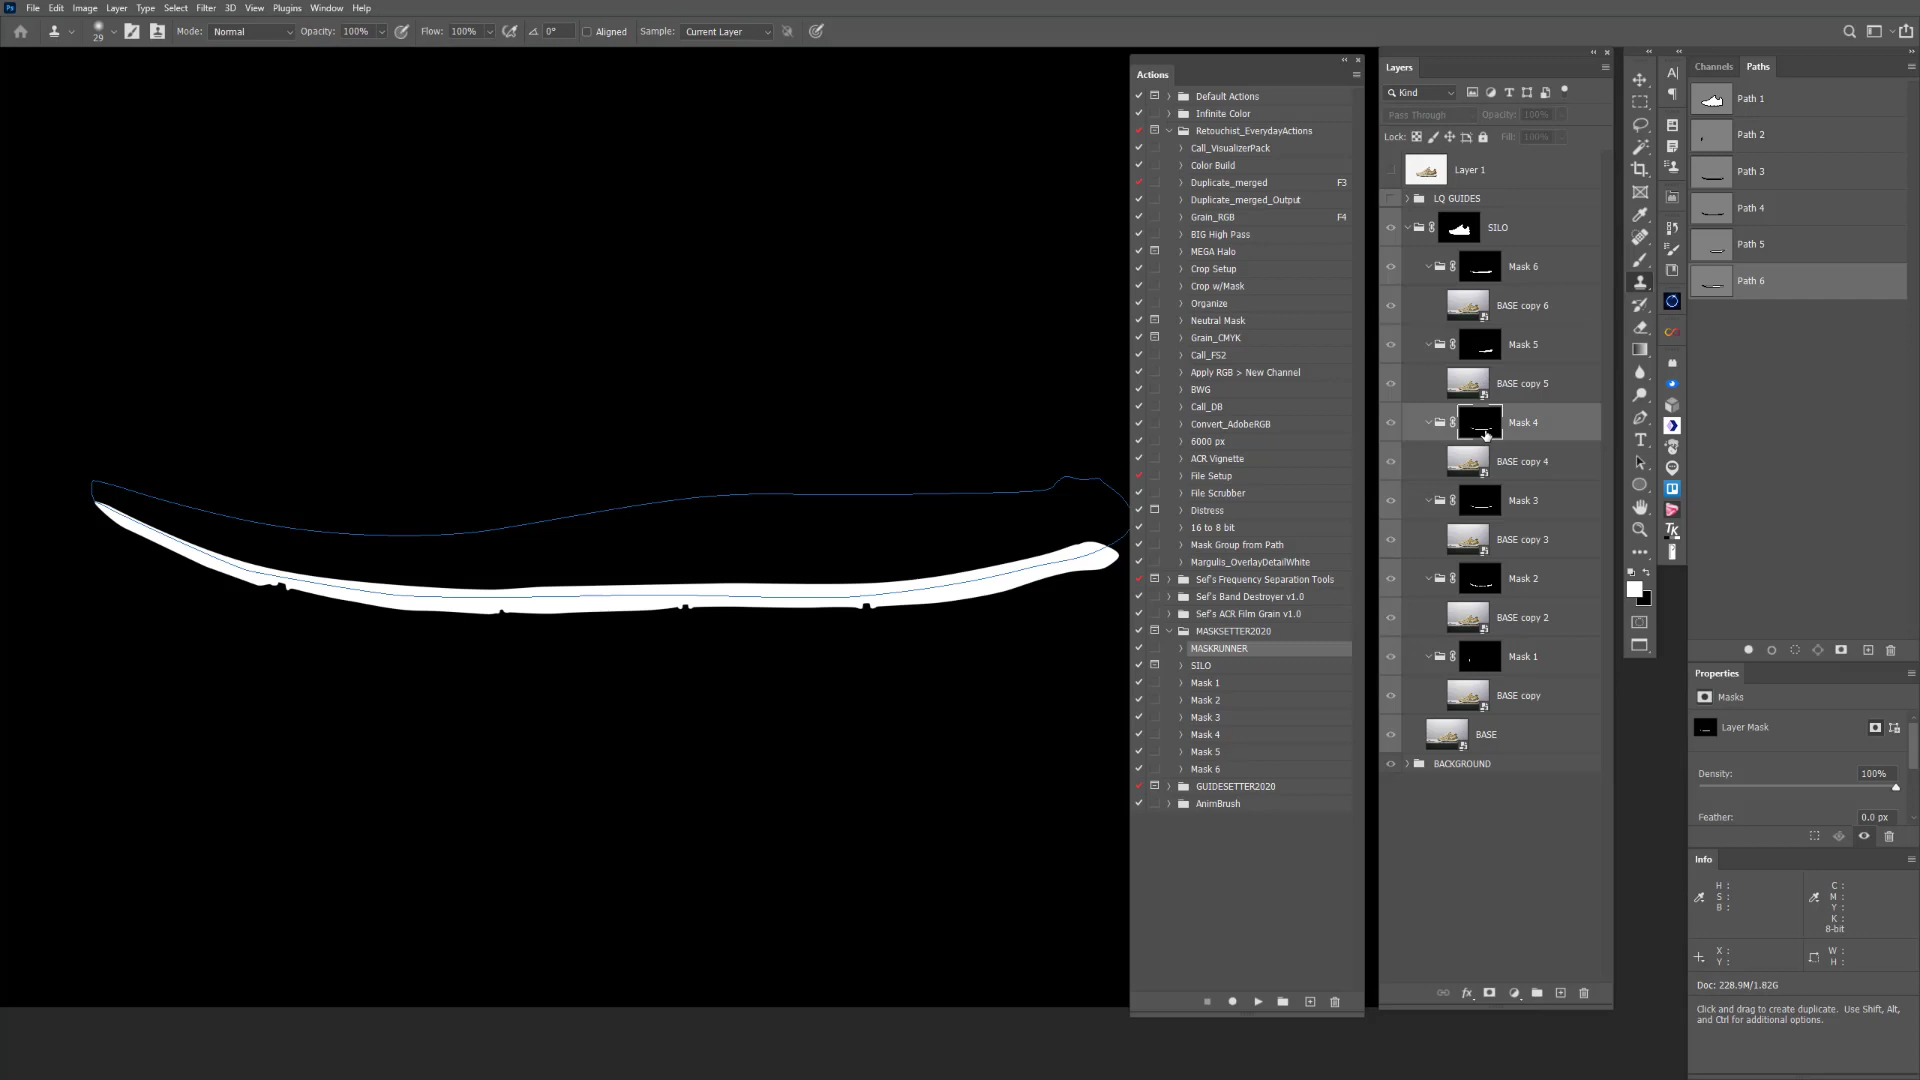 Ps File Edit Image Layer Type Select Filter 3D View Plugins Window Help
29 Mode: Normal Opacity: 100% Flow: 100% 0° Aligned Sample: Current Layer
Actions
Default Actions
Infinite Color
Retouchist_EverydayActions
Call_VisualizerPack
Color Build
Duplicate_merged F3
Duplicate_merged_Output
Grain_RGB F4
BIG High Pass
MEGA Halo
Crop Setup
Crop w/Mask
Organize
Neutral Mask
Grain_CMYK
Call_FS2
Apply RGB > New Channel
BWG
Call_DB
Convert_AdobeRGB
6000 px
ACR Vignette
File Setup
File Scrubber
Distress
16 to 8 bit
Mask Group from Path
Margulis_OverlayDetailWhite
Sef's Frequency Separation Tools
Sef's Band Destroyer v1.0
Sef's ACR Film Grain v1.0
MASKSETTER2020
MASKRUNNER
SILO
Mask 1
Mask 2
Mask 3
Mask 4
Mask 5
Mask 6
GUIDESETTER2020
AnimBrush
Layers
Kind
Pass Through Opacity: 100%
Lock: Fill: 100%
Layer 1
LQ GUIDES
SILO
Mask 6
BASE copy 6
Mask 5
BASE copy 5
Mask 4
BASE copy 4
Mask 3
BASE copy 3
Mask 2
BASE copy 2
Mask 1
BASE copy
BASE
BACKGROUND
fx
Channels Paths
Path 1
Path 2
Path 3
Path 4
Path 5
Path 6
Properties
Masks
Layer Mask
Density: 100%
Feather: 0.0 px
Info
H : C :
S : M :
B : Y :
K :
8-bit
X : W :
Y : H :
Doc: 228.9M/1.82G
Click and drag to create duplicate. Use Shift, Alt,
and Ctrl for additional options.